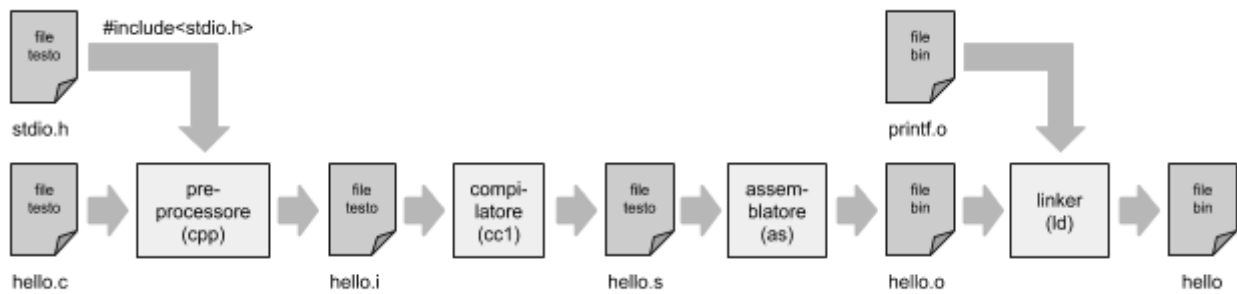 file
testo
#include<stdio.h>
stdio.h
file
bin
printf.o
file
testo
hello.c
pre-
processore
(cpp)
file
testo
hello.i
compi-
latore
(cc1)
file
testo
hello.s
assem-
blatore
(as)
file
bin
hello.o
linker
(ld)
file
bin
hello